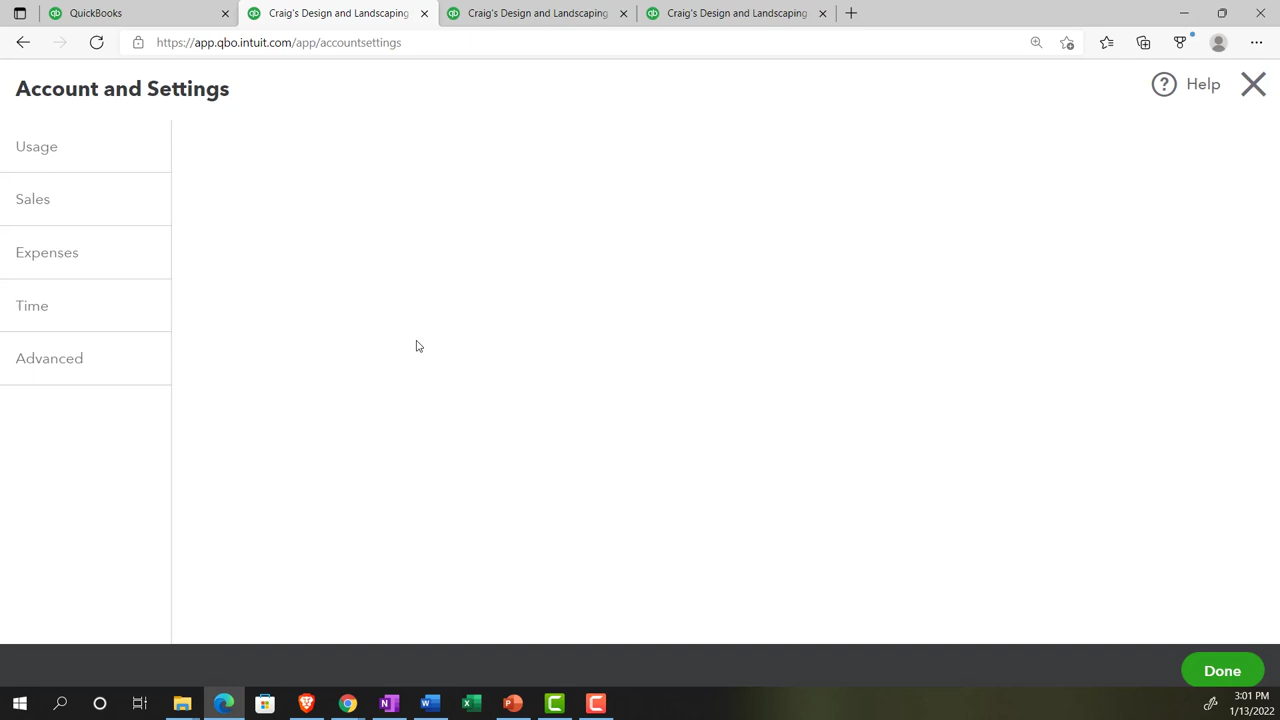 QuickBooks
Craig's Design and Landscaping
Craig's Design and Landscaping
Craig's Design and Landscaping
https://app.qbo.intuit.com/app/accountsettings
Account and Settings
? Help
Usage
Sales
Expenses
Time
Advanced
Done
3:01 PM
1/13/2022